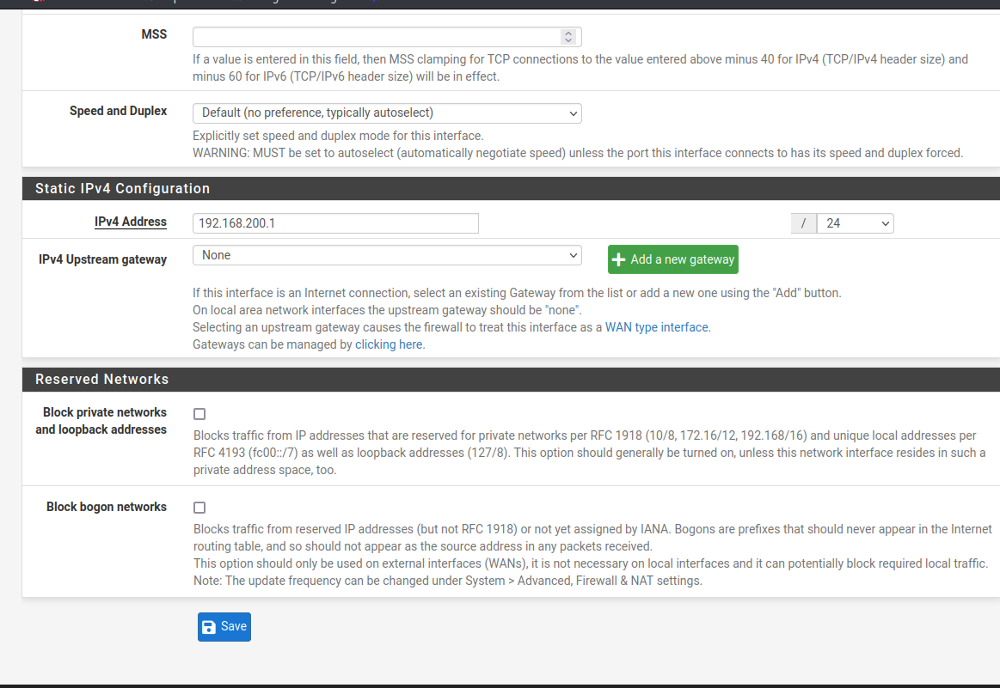 MSS
If a value is entered in this field, then MSS clamping for TCP connections to the value entered above minus 40 for IPv4 (TCP/IPv4 header size) and
minus 60 for IPv6 (TCP/IPv6 header size) will be in effect.
Speed and Duplex
Default (no preference, typically autoselect)
Explicitly set speed and duplex mode for this interface.
WARNING: MUST be set to autoselect (automatically negotiate speed) unless the port this interface connects to has its speed and duplex forced.
Static IPv4 Configuration
IPv4 Address
192.168.200.1
/
24
IPv4 Upstream gateway
None
Add a new gateway
If this interface is an Internet connection, select an existing Gateway from the list or add a new one using the "Add" button.
On local area network interfaces the upstream gateway should be "none".
Selecting an upstream gateway causes the firewall to treat this interface as a WAN type interface.
Gateways can be managed by clicking here.
Reserved Networks
Block private networks
and loopback addresses
Blocks traffic from IP addresses that are reserved for private networks per RFC 1918 (10/8, 172.16/12, 192.168/16) and unique local addresses per
RFC 4193 (fc00::/7) as well as loopback addresses (127/8). This option should generally be turned on, unless this network interface resides in such a
private address space, too.
Block bogon networks
Blocks traffic from reserved IP addresses (but not RFC 1918) or not yet assigned by IANA. Bogons are prefixes that should never appear in the Internet
routing table, and so should not appear as the source address in any packets received.
This option should only be used on external interfaces (WANs), it is not necessary on local interfaces and it can potentially block required local traffic.
Note: The update frequency can be changed under System > Advanced, Firewall & NAT settings.
Save